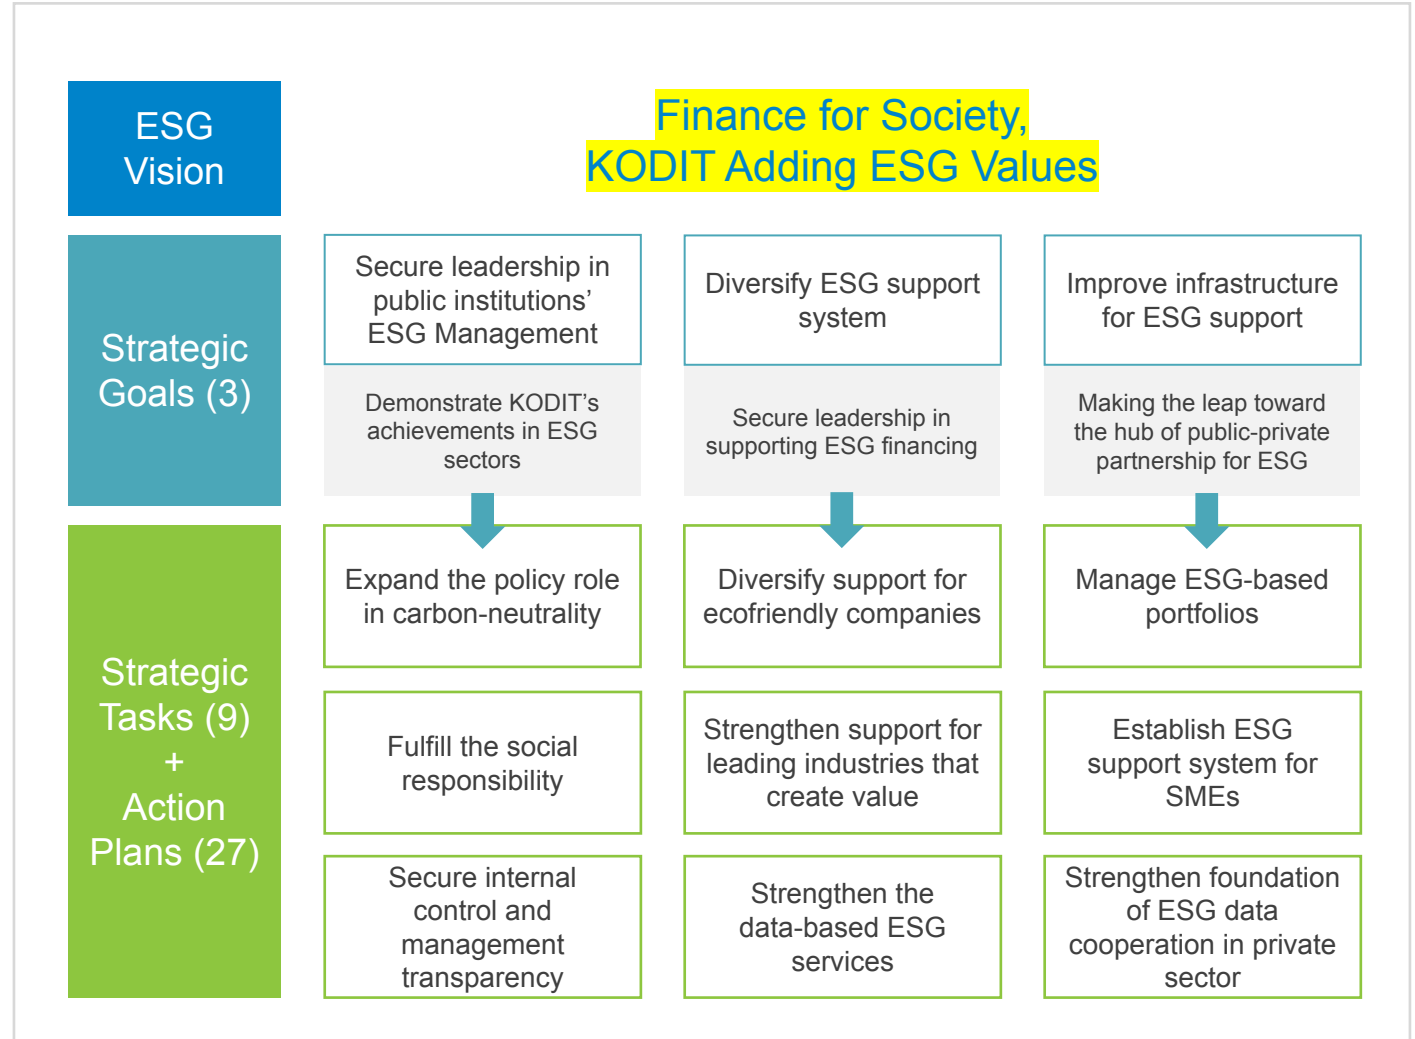 ESG
Vision
Finance for Society,
KODIT Adding ESG Values
Strategic
Goals (3)
Secure leadership in
public institutions’
ESG Management
Diversify ESG support
system
Improve infrastructure
for ESG support
Demonstrate KODIT’s
achievements in ESG
sectors
Secure leadership in
supporting ESG financing
Making the leap toward
the hub of public-private
partnership for ESG
Strategic
Tasks (9)
+
Action
Plans (27)
Expand the policy role
in carbon-neutrality
Diversify support for
ecofriendly companies
Manage ESG-based
portfolios
Fulfill the social
responsibility
Strengthen support for
leading industries that
create value
Establish ESG
support system for
SMEs
Secure internal
control and
management
transparency
Strengthen the
data-based ESG
services
Strengthen foundation
of ESG data
cooperation in private
sector